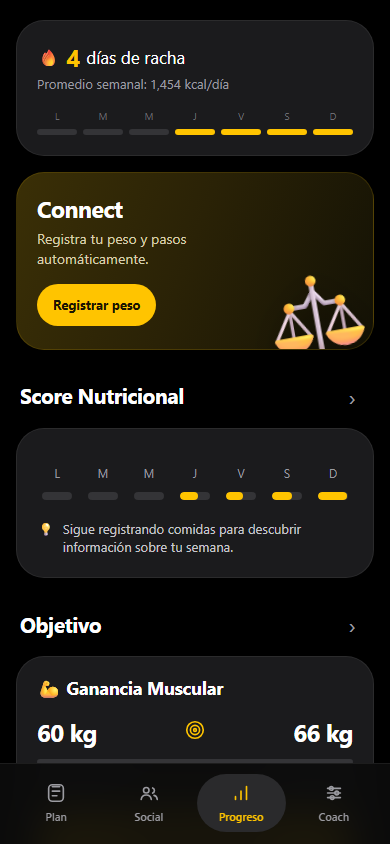 4 días de racha
Promedio semanal: 1,454 kcal/día
L M M J V S D
Connect
Registra tu peso y pasos
automáticamente.
Registrar peso
Score Nutricional
L M M J V S D
Sigue registrando comidas para descubrir
información sobre tu semana.
Objetivo
Ganancia Muscular
60 kg 66 kg
Plan Social Progreso Coach